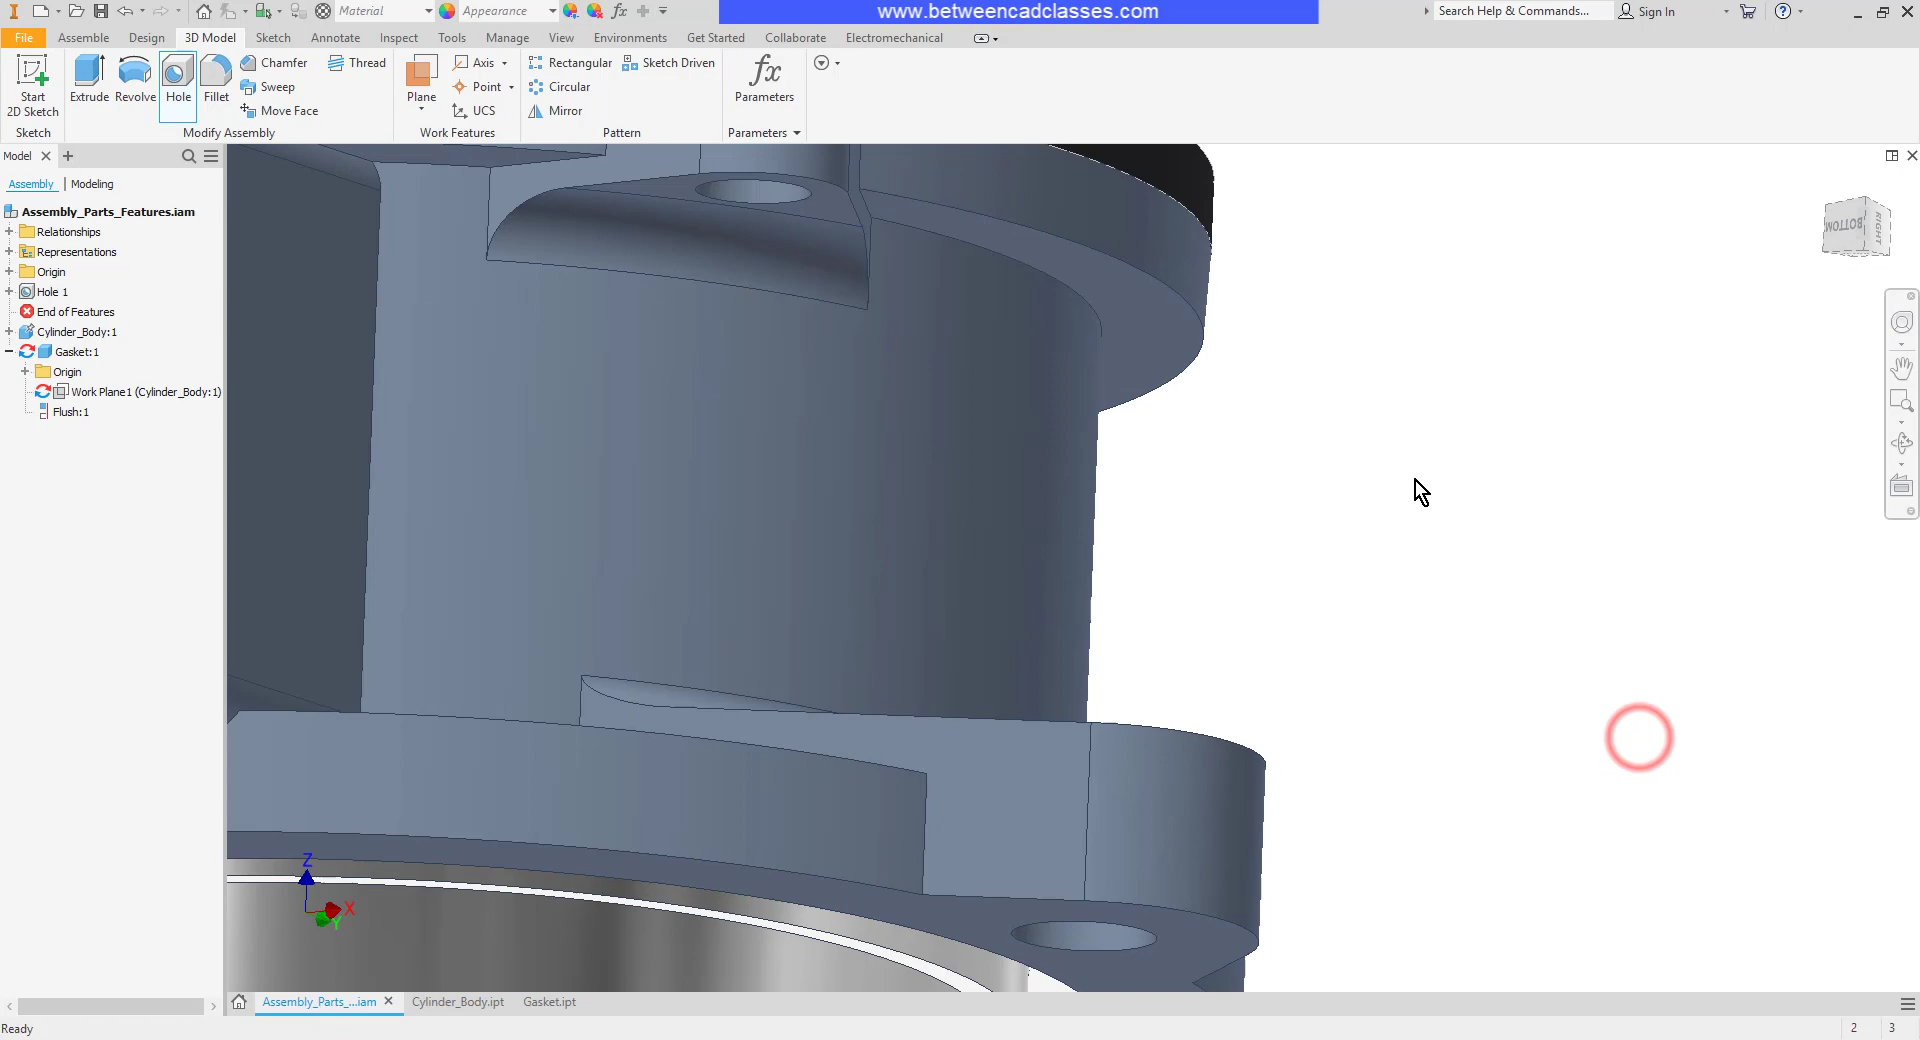 Material
Appearance
www.betweencadclasses.com
Search Help & Commands...
Sign In
File
Assemble
Design
3D Model
Sketch
Annotate
Inspect
Tools
Manage
View
Environments
Get Started
Collaborate
Electromechanical
Start
2D Sketch
Extrude
Revolve
Hole
Fillet
Chamfer
Sweep
Move Face
Thread
Plane
Axis
Point
UCS
Rectangular
Circular
Mirror
Sketch Driven
fx
Parameters
Sketch
Modify Assembly
Work Features
Pattern
Parameters
Model
Assembly
Modeling
Assembly_Parts_Features.iam
Relationships
Representations
Origin
Hole 1
End of Features
Cylinder_Body:1
Gasket:1
Origin
Work Plane1 (Cylinder_Body:1)
Flush:1
BOTTOM
RIGHT
Z
X
Y
Assembly_Parts_...iam
Cylinder_Body.ipt
Gasket.ipt
Ready
2
3